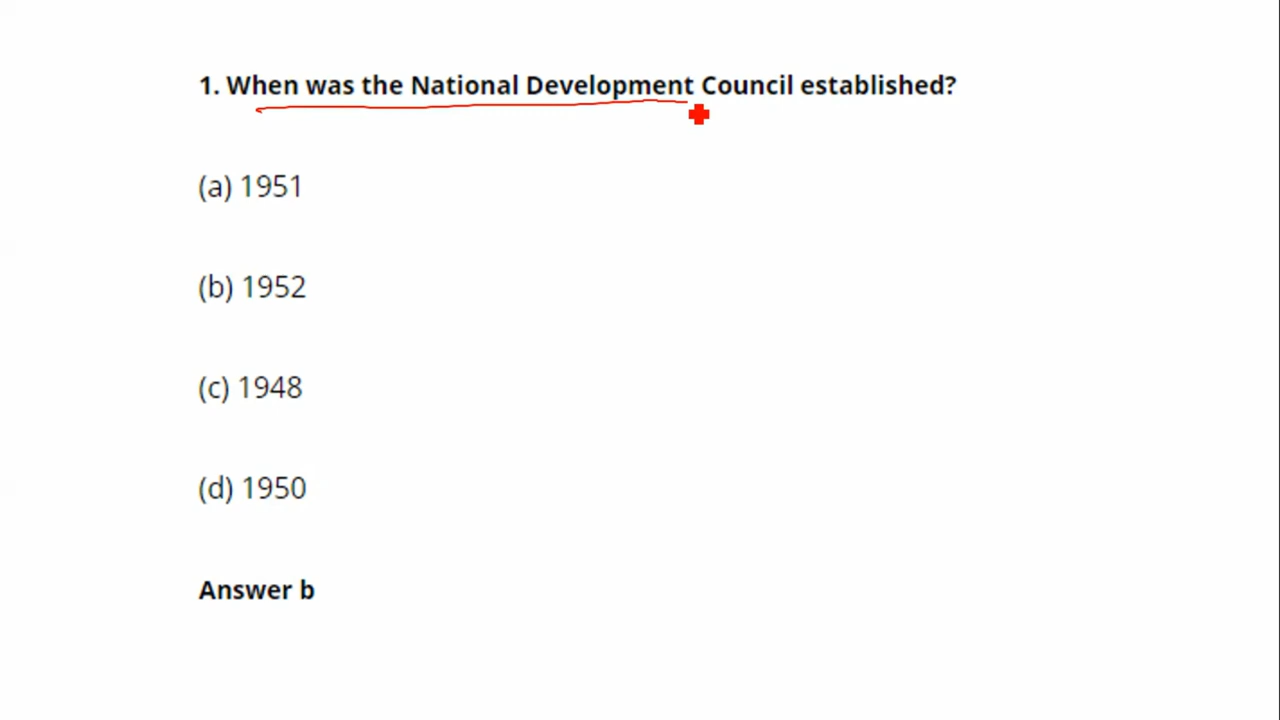 1. When was the National Development Council established?
(a) 1951
(b) 1952
(c) 1948
(d) 1950
Answer b